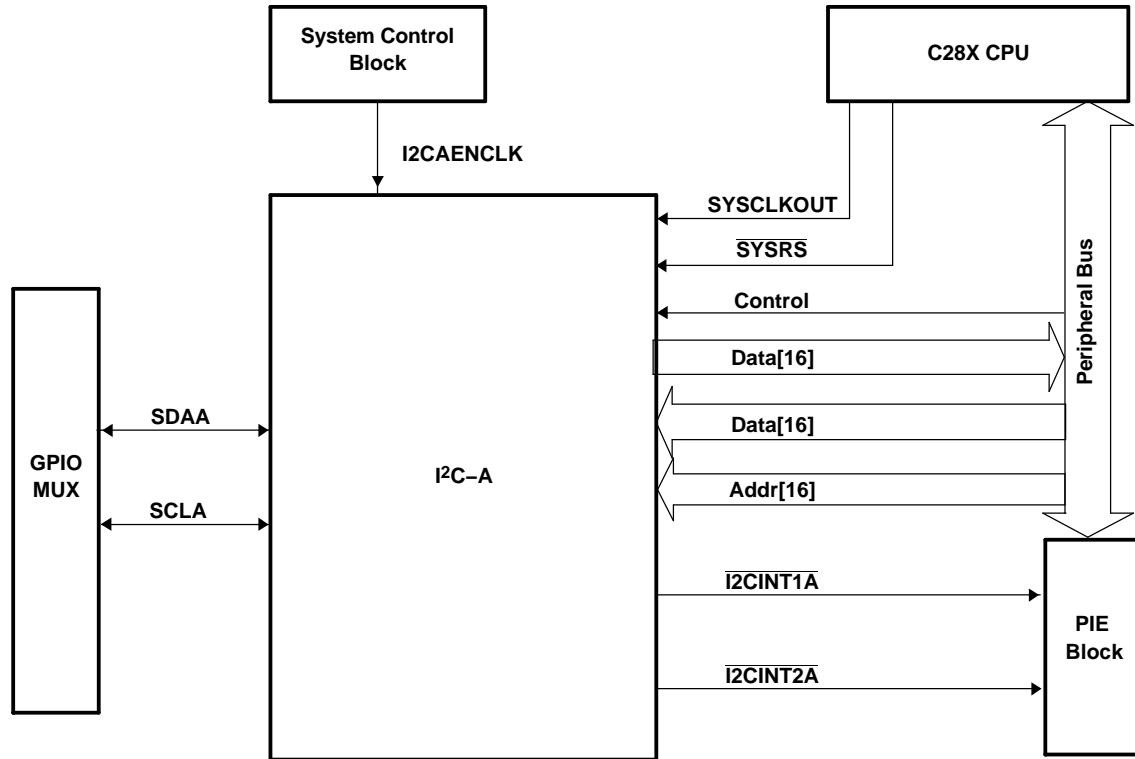 System Control
Block
C28X CPU
I2CAENCLK
SYSCLKOUT
SYSRS
Control
Data[16]
Data[16]
Addr[16]
Peripheral Bus
SDAA
SCLA
GPIO
MUX
I²C–A
I2CINT1A
I2CINT2A
PIE
Block